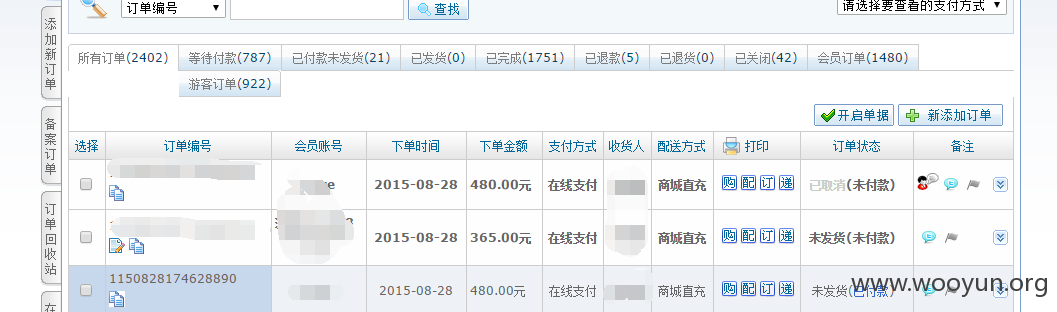 订单编号
查找
请选择要查看的支付方式
添加新订单
备案订单
订单回收站
在
所有订单(2402)
等待付款(787)
已付款未发货(21)
已发货(0)
已完成(1751)
已退款(5)
已退货(0)
已关闭(42)
会员订单(1480)
游客订单(922)
开启单据
新添加订单
选择 订单编号 会员账号 下单时间 下单金额 支付方式 收货人 配送方式 打印 订单状态 备注
2015-08-28 480.00元 在线支付 商城直充 购 配 订 递 已取消(未付款)
2015-08-28 365.00元 在线支付 商城直充 购 配 订 递 未发货(未付款)
1150828174628890 2015-08-28 480.00元 在线支付 商城直充 购 配 订 递 未发货(已付款)
www.wooyun.org